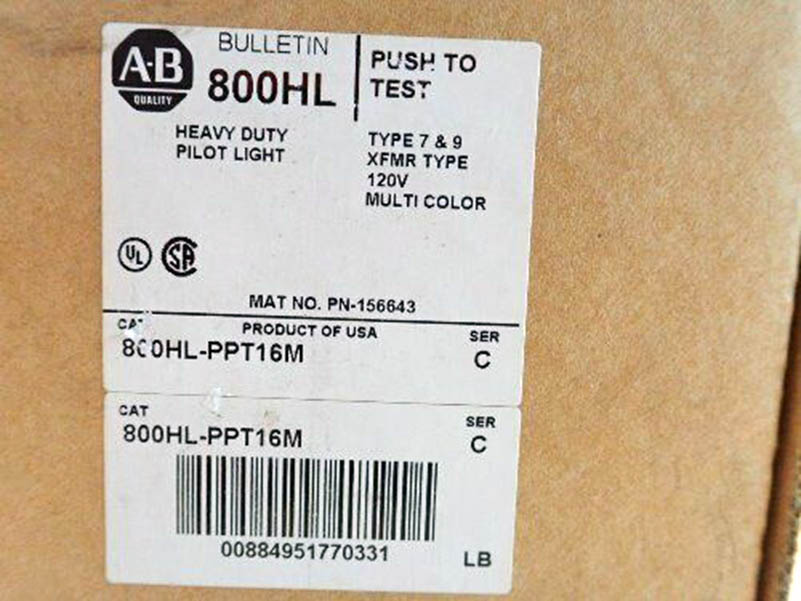 A-B
QUALITY
BULLETIN
800HL
PUSH TO
TEST
HEAVY DUTY
PILOT LIGHT
TYPE 7 & 9
XFMR TYPE
120V
MULTI COLOR
UL
SA
MAT NO. PN-156643
PRODUCT OF USA
CAT
SER
800HL-PPT16M
C
CAT
SER
800HL-PPT16M
C
00884951770331
LB